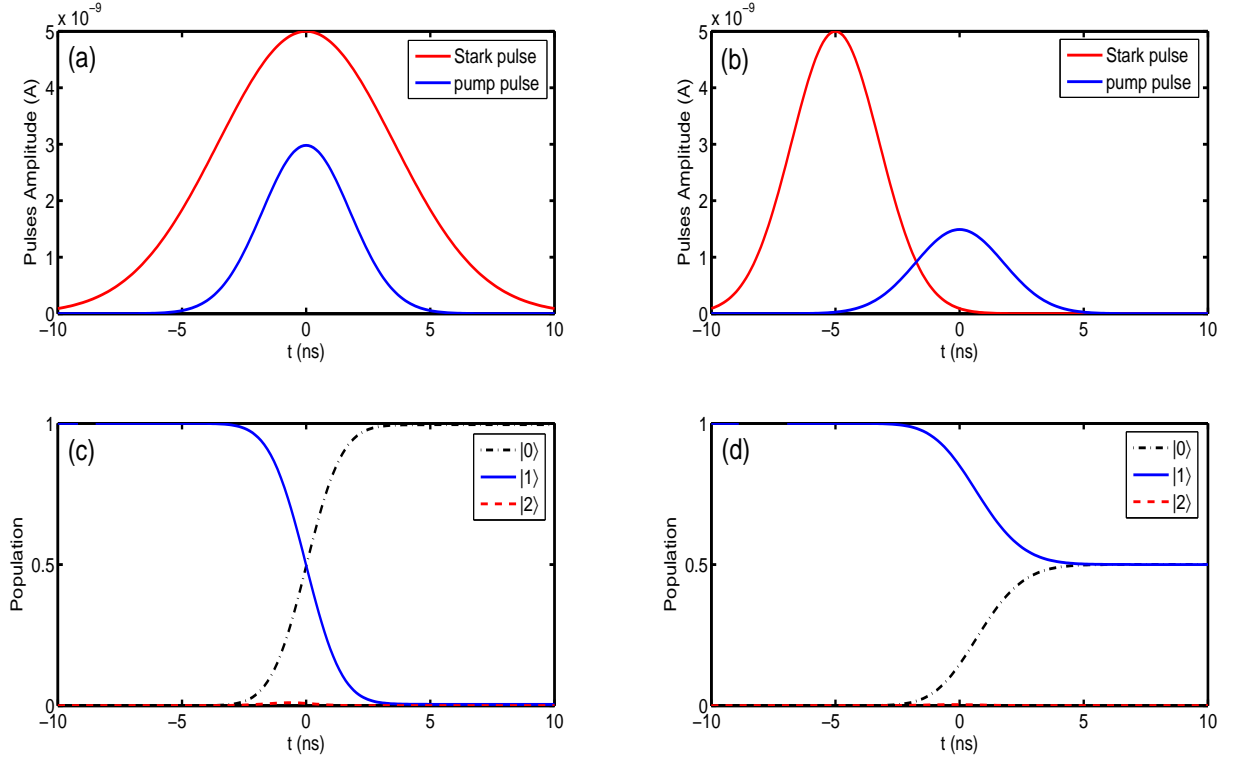 x 10⁻⁹
(a)
Stark pulse
pump pulse
Pulses Amplitude (A)
5
4
3
2
1
0
−10
−5
0
5
10
t (ns)
(b)
Stark pulse
pump pulse
Pulses Amplitude (A)
5
4
3
2
1
0
−10
−5
0
5
10
t (ns)
(c)
|0⟩
|1⟩
|2⟩
Population
1
0.5
0
−10
−5
0
5
10
t (ns)
(d)
|0⟩
|1⟩
|2⟩
Population
1
0.5
0
−10
−5
0
5
10
t (ns)